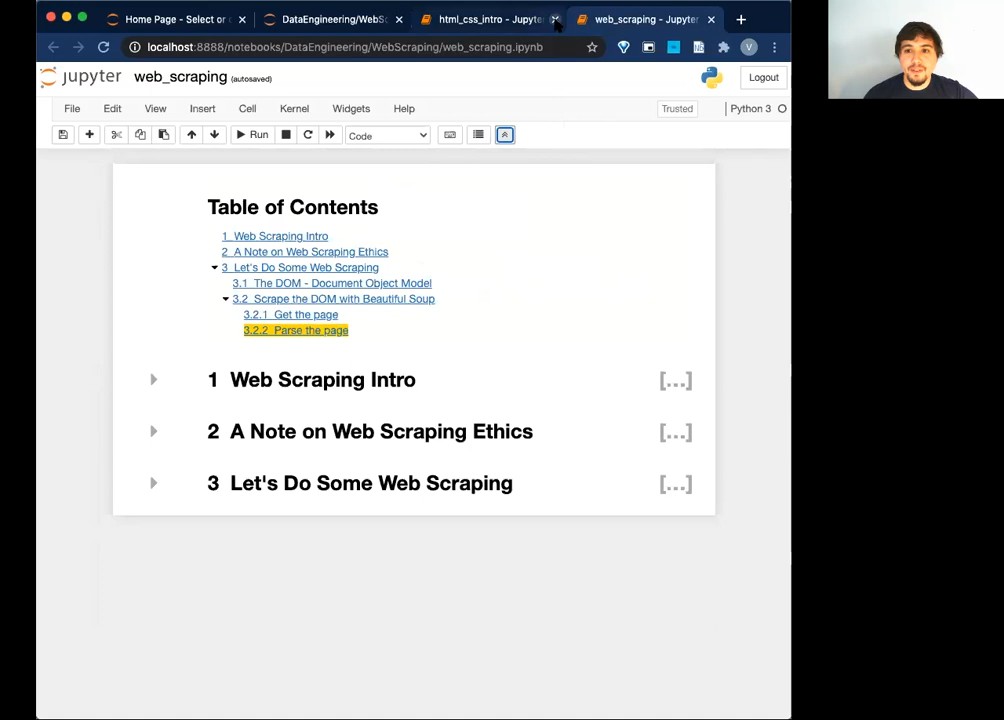 Home Page - Select or c
DataEngineering/WebSc
html_css_intro - Jupyte
web_scraping - Jupyter
localhost:8888/notebooks/DataEngineering/WebScraping/web_scraping.ipynb
V
jupyter web_scraping (autosaved)
Logout
File Edit View Insert Cell Kernel Widgets Help
Trusted
Python 3
Run
Code
Table of Contents
1 Web Scraping Intro
2 A Note on Web Scraping Ethics
3 Let's Do Some Web Scraping
3.1 The DOM - Document Object Model
3.2 Scrape the DOM with Beautiful Soup
3.2.1 Get the page
3.2.2 Parse the page
1 Web Scraping Intro [...]
2 A Note on Web Scraping Ethics [...]
3 Let's Do Some Web Scraping [...]